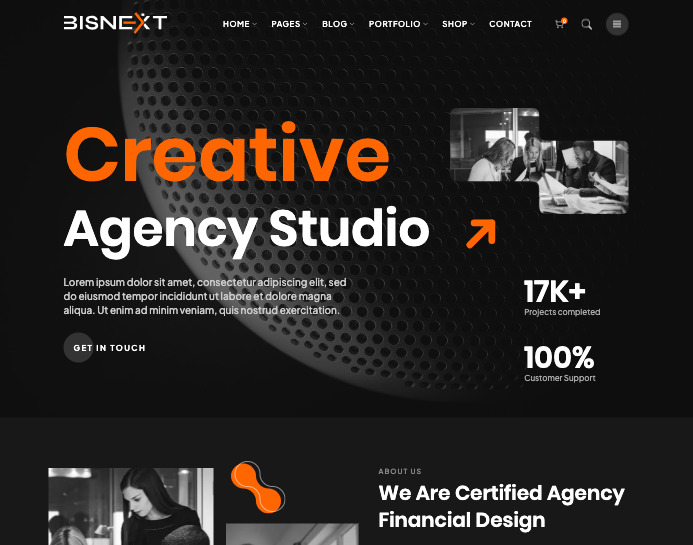 BISNEXT
HOME PAGES BLOG PORTFOLIO SHOP CONTACT
0
Creative
Agency Studio
Lorem ipsum dolor sit amet, consectetur adipiscing elit, sed
do eiusmod tempor incididunt ut labore et dolore magna
aliqua. Ut enim ad minim veniam, quis nostrud exercitation.
GET IN TOUCH
17K+
Projects completed
100%
Customer Support
ABOUT US
We Are Certified Agency
Financial Design